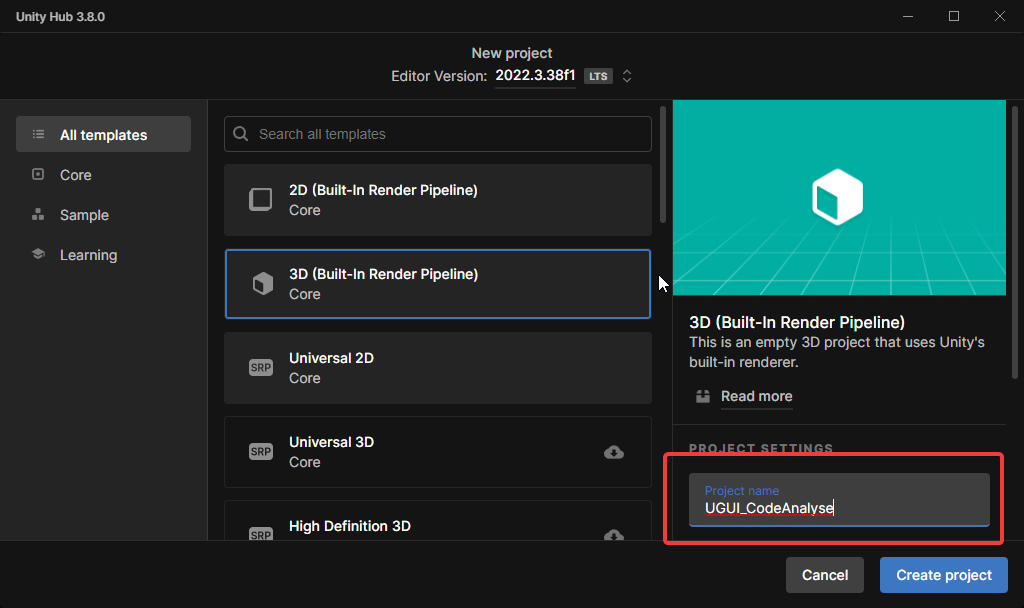 Unity Hub 3.8.0
New project
Editor Version: 2022.3.38f1 LTS
All templates
Core
Sample
Learning
Search all templates
2D (Built-In Render Pipeline)
Core
3D (Built-In Render Pipeline)
Core
SRP
Universal 2D
Core
SRP
Universal 3D
Core
SRP
High Definition 3D
3D (Built-In Render Pipeline)
This is an empty 3D project that uses Unity's
built-in renderer.
Read more
PROJECT SETTINGS
Project name
UGUI_CodeAnalyse
Cancel
Create project